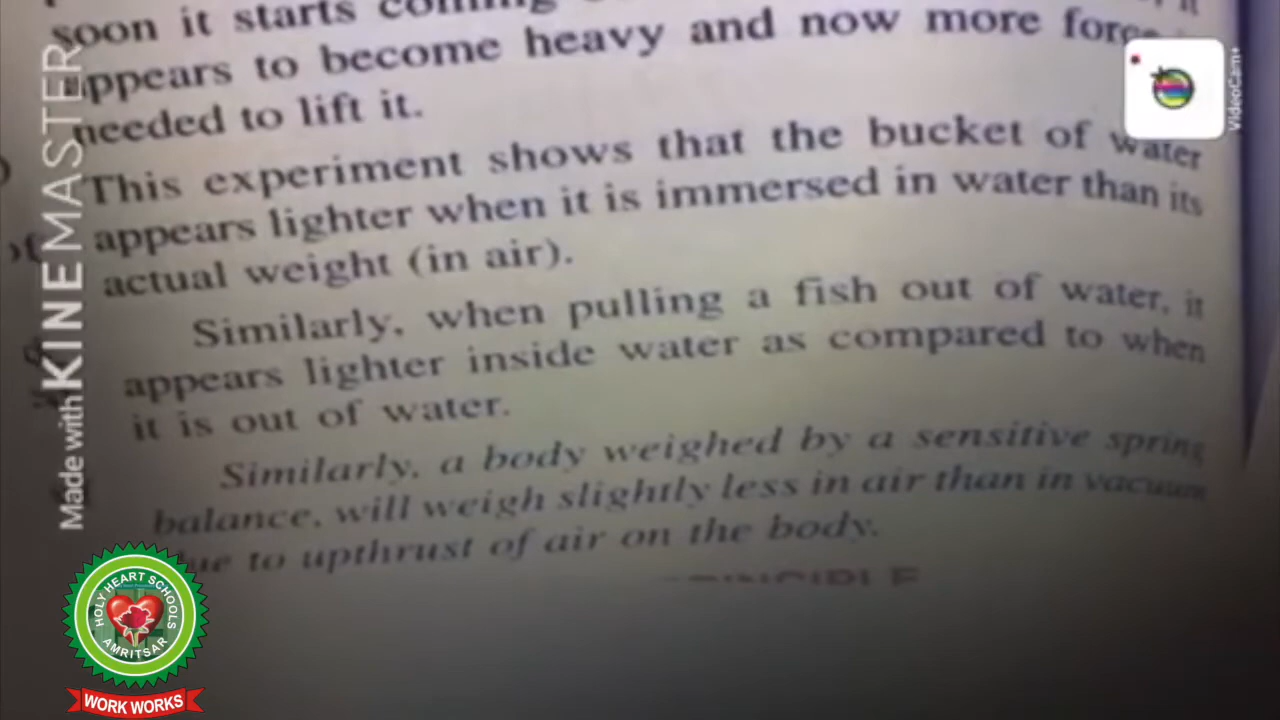 soon it starts coming
appears to become heavy and now more force
needed to lift it.
This experiment shows that the bucket of water
appears lighter when it is immersed in water than its
actual weight (in air).
Similarly, when pulling a fish out of water, it
appears lighter inside water as compared to when
it is out of water.
Similarly, a body weighed by a sensitive spring
balance, will weigh slightly less in air than in vacuum
due to upthrust of air on the body.
Made with KINEMASTER
VideoCam+
HOLY HEART SCHOOLS
AMRITSAR
WORK WORKS